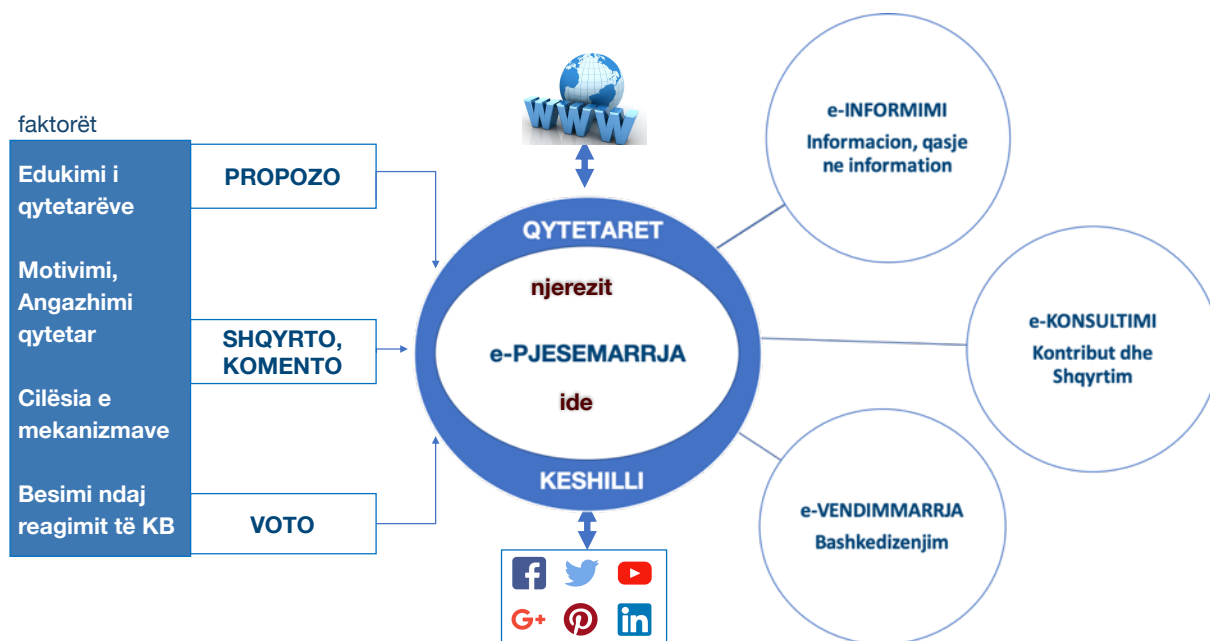 faktorët
Edukimi i
qytetarëve
Motivimi,
Angazhimi
qytetar
Cilësia e
mekanizmave
Besimi ndaj
reagimit të KB
PROPOZO
SHQYRTO,
KOMENTO
VOTO
WWW
QYTETARET
njerezit
e-PJESEMARRJA
ide
KESHILLI
G+
in
e-INFORMIMI
Informacion, qasje
ne information
e-KONSULTIMI
Kontribut dhe
Shqyrtim
e-VENDIMMARRJA
Bashkedizenjim